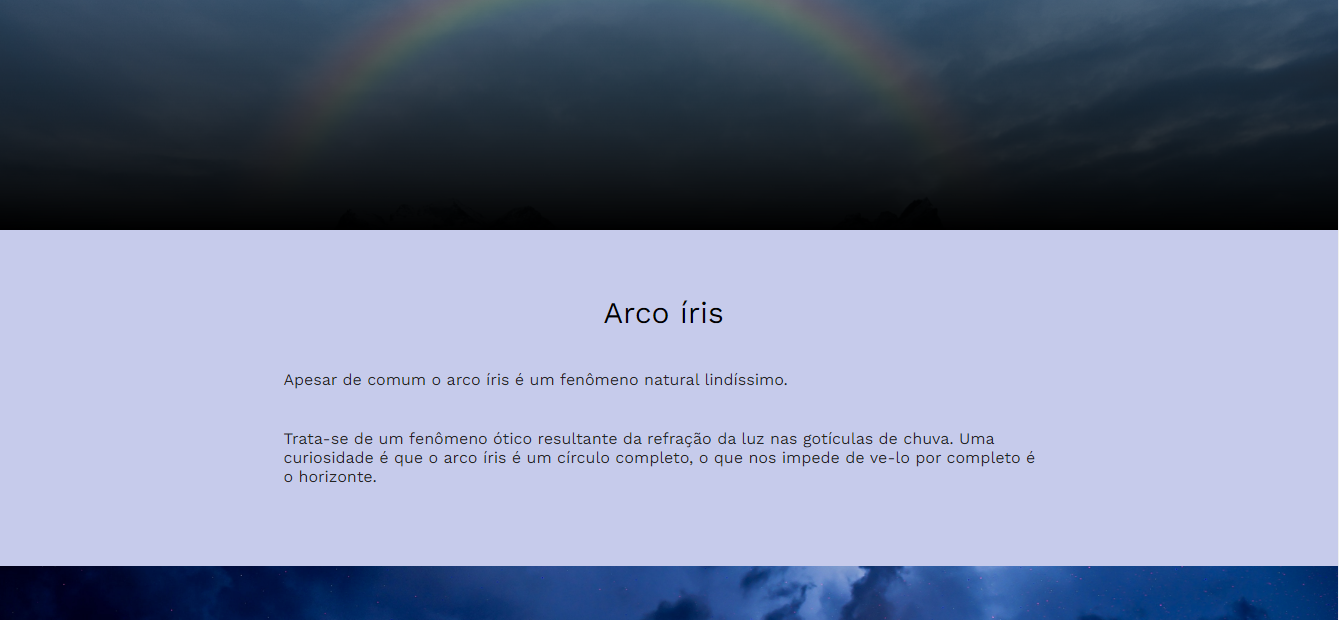 Arco íris
Apesar de comum o arco íris é um fenômeno natural lindíssimo.
Trata-se de um fenômeno ótico resultante da refração da luz nas gotículas de chuva. Uma
curiosidade é que o arco íris é um círculo completo, o que nos impede de ve-lo por completo é
o horizonte.